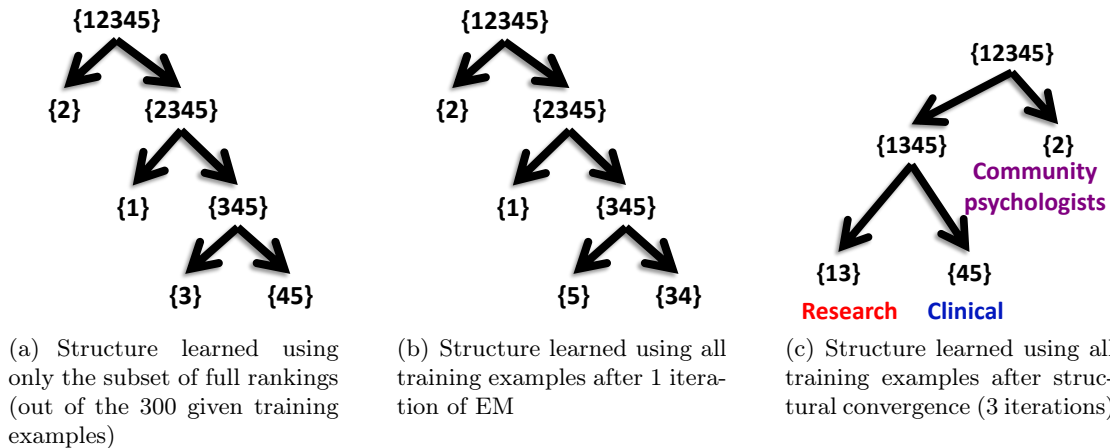 {12345}
{2} {2345}
{1} {345}
{3} {45}
(a) Structure learned using
only the subset of full rankings
(out of the 300 given training
examples)
{12345}
{2} {2345}
{1} {345}
{5} {34}
(b) Structure learned using all
training examples after 1 itera-
tion of EM
{12345}
{1345} {2}
Community
psychologists
{13} {45}
Research Clinical
(c) Structure learned using all
training examples after struc-
tural convergence (3 iterations)